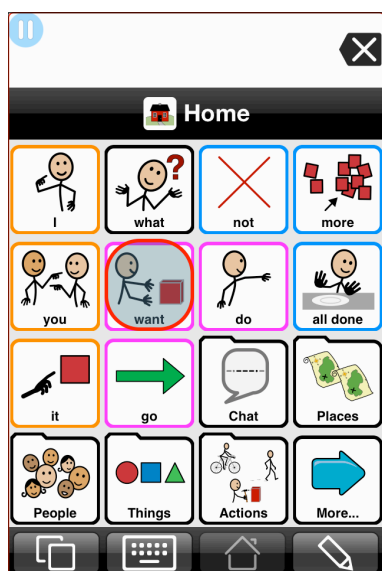 Home
I what not more
you want do all done
it go Chat Places
People Things Actions More...